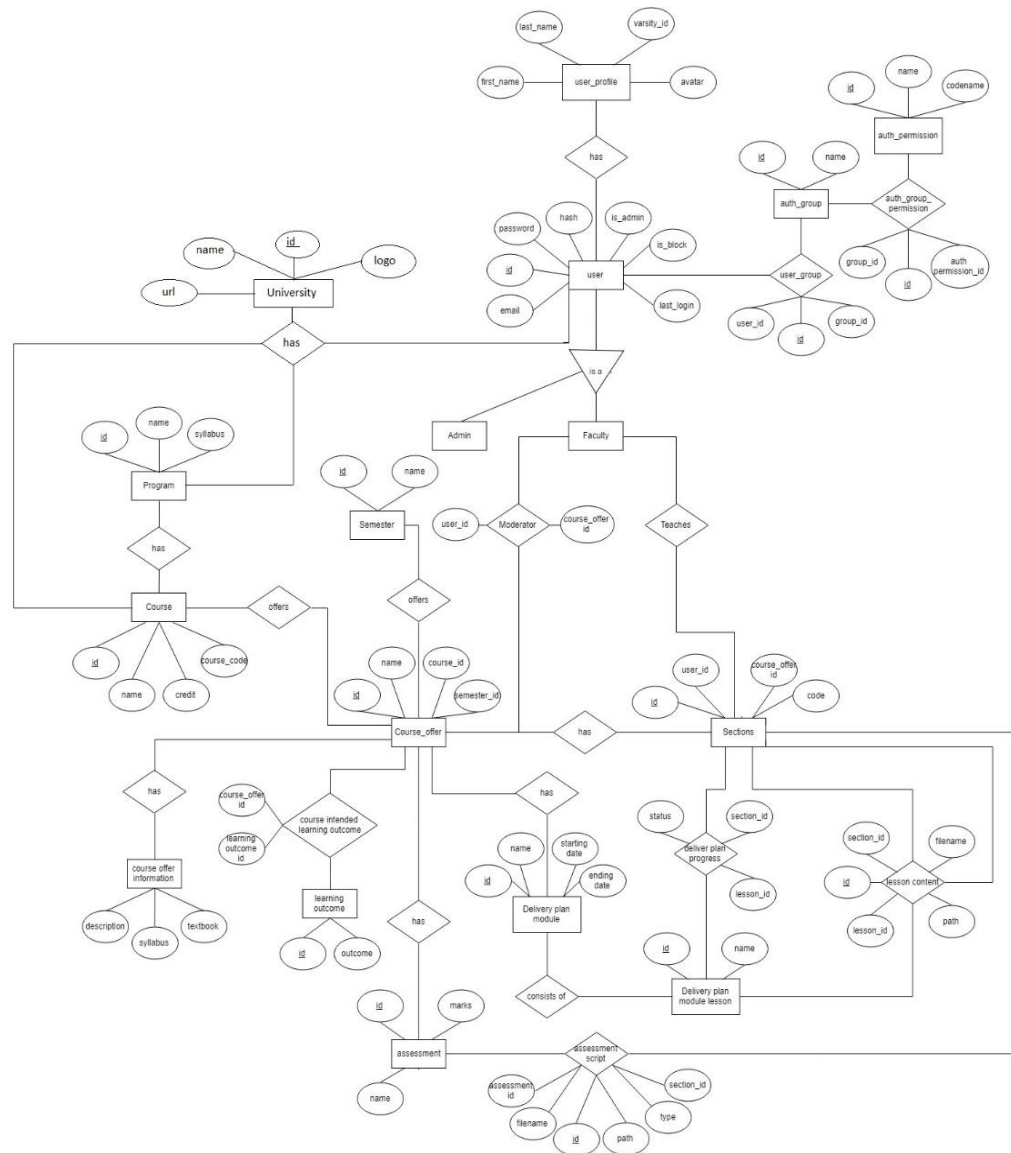 last_name
varsity_id
first_name
user_profile
avatar
name
id
codename
auth_permission
has
id
name
auth_group
auth_group_
permission
hash
is_admin
password
is_block
id
user
user_group
group_id
auth
permission_id
id
email
last_login
user_id
group_id
id
id_
name
logo
url
University
has
is a
Admin
Faculty
name
id
syllabus
Program
id
name
Semester
user_id
Moderator
course_offer
id
Teaches
has
offers
Course
offers
id
course_code
name
credit
name
course_id
id
semester_id
Course_offer
has
user_id
course_offer
id
id
code
Sections
has
course_offer
id
course intended
learning outcome
learning
outcome
id
has
name
starting
date
id
ending
date
Delivery plan
module
status
section_id
deliver plan
progress
lesson_id
section_id
filename
id
lesson content
lesson_id
path
course offer
information
description
textbook
syllabus
learning
outcome
id
outcome
has
id
name
consists of
Delivery plan
module lesson
id
marks
assessment
name
assessment
script
assessment
id
section_id
filename
type
id
path